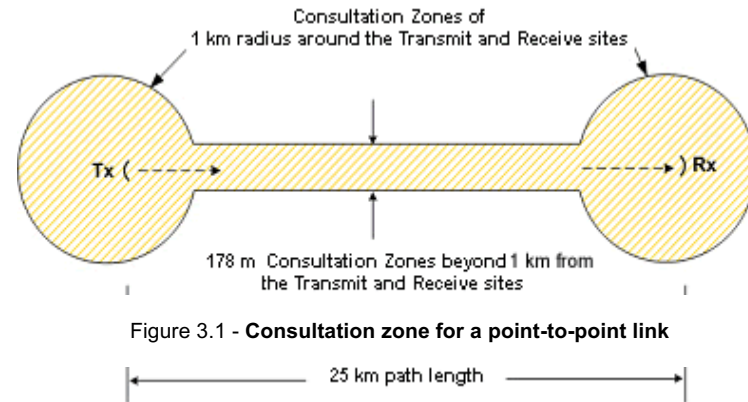 Consultation Zones of
1 km radius around the Transmit and Receive sites
Tx
Rx
178 m Consultation Zones beyond 1 km from
the Transmit and Receive sites
Figure 3.1 - Consultation zone for a point-to-point link
25 km path length